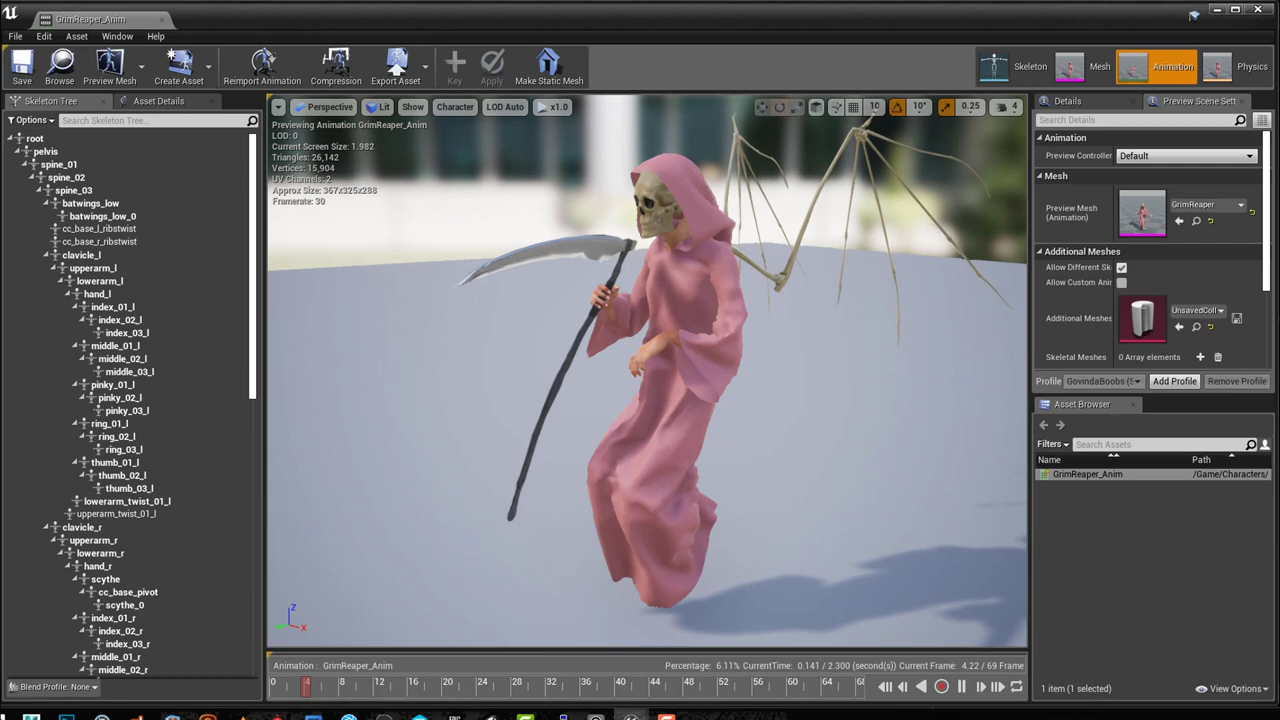 GrimReaper_Anim
File Edit Asset Window Help
Save Browse Preview Mesh Create Asset Reimport Animation Compression Export Asset Key Apply Make Static Mesh Skeleton Mesh Animation Physics
Skeleton Tree Asset Details
Options Search Skeleton Tree...
root
pelvis
spine_01
spine_02
spine_03
batwings_low
batwings_low_0
cc_base_l_ribstwist
cc_base_r_ribstwist
clavicle_l
upperarm_l
lowerarm_l
hand_l
index_01_l
index_02_l
index_03_l
middle_01_l
middle_02_l
middle_03_l
pinky_01_l
pinky_02_l
pinky_03_l
ring_01_l
ring_02_l
ring_03_l
thumb_01_l
thumb_02_l
thumb_03_l
lowerarm_twist_01_l
upperarm_twist_01_l
clavicle_r
upperarm_r
lowerarm_r
hand_r
scythe
cc_base_pivot
scythe_0
index_01_r
index_02_r
index_03_r
middle_01_r
middle_02_r
Blend Profile: None
Perspective Lit Show Character LOD Auto x1.0 10 10° 0.25 4
Previewing Animation GrimReaper_Anim
LOD: 0
Current Screen Size: 1.982
Triangles: 26,142
Vertices: 15,904
UV Channels: 2
Approx Size: 367x325x288
Framerate: 30
Z
X
Animation : GrimReaper_Anim Percentage: 6.11% CurrentTime: 0.141 / 2.300 (second(s)) Current Frame: 4.22 / 69 Frame
0 4 8 12 16 20 24 28 32 36 40 44 48 52 56 60 64 68
Details Preview Scene Sett
Search Details
Animation
Preview Controller Default
Mesh
Preview Mesh
(Animation)
GrimReaper
Additional Meshes
Allow Different Sk
Allow Custom Anir
Additional Meshes UnsavedColl
Skeletal Meshes 0 Array elements
Profile GovindaBoobs (S Add Profile Remove Profile
Asset Browser
Filters Search Assets
Name Path
GrimReaper_Anim /Game/Characters/
1 item (1 selected) View Options